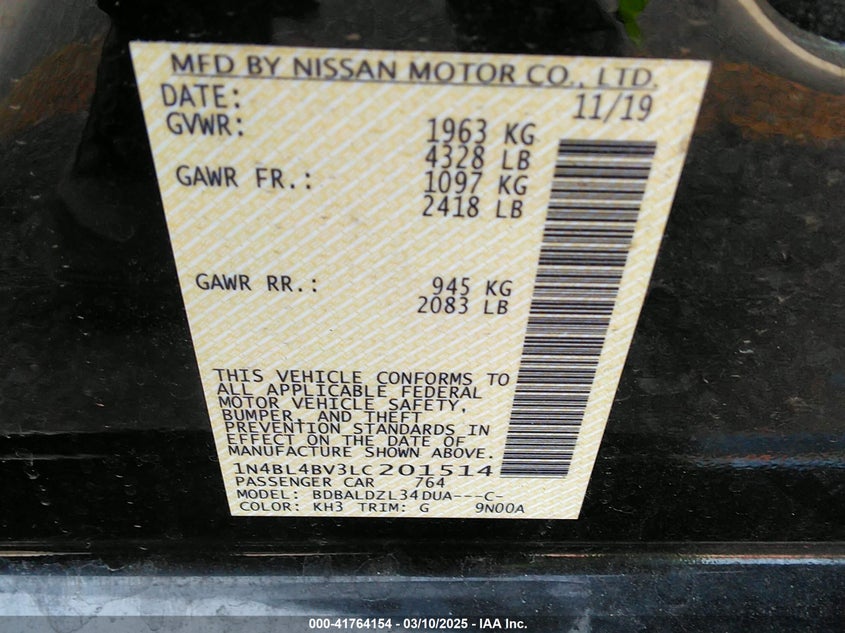 MFD BY NISSAN MOTOR CO., LTD.
DATE: 11/19
GVWR: 1963 KG
4328 LB
GAWR FR.: 1097 KG
2418 LB
GAWR RR.: 945 KG
2083 LB
THIS VEHICLE CONFORMS TO
ALL APPLICABLE FEDERAL
MOTOR VEHICLE SAFETY,
BUMPER, AND THEFT
PREVENTION STANDARDS IN
EFFECT ON THE DATE OF
MANUFACTURE SHOWN ABOVE.
1N4BL4BV3LC201514
PASSENGER CAR 764
MODEL: BDBALDZL34DUA---C-
COLOR: KH3 TRIM: G 9N00A
000-41764154 — 03/10/2025 — IAA Inc.